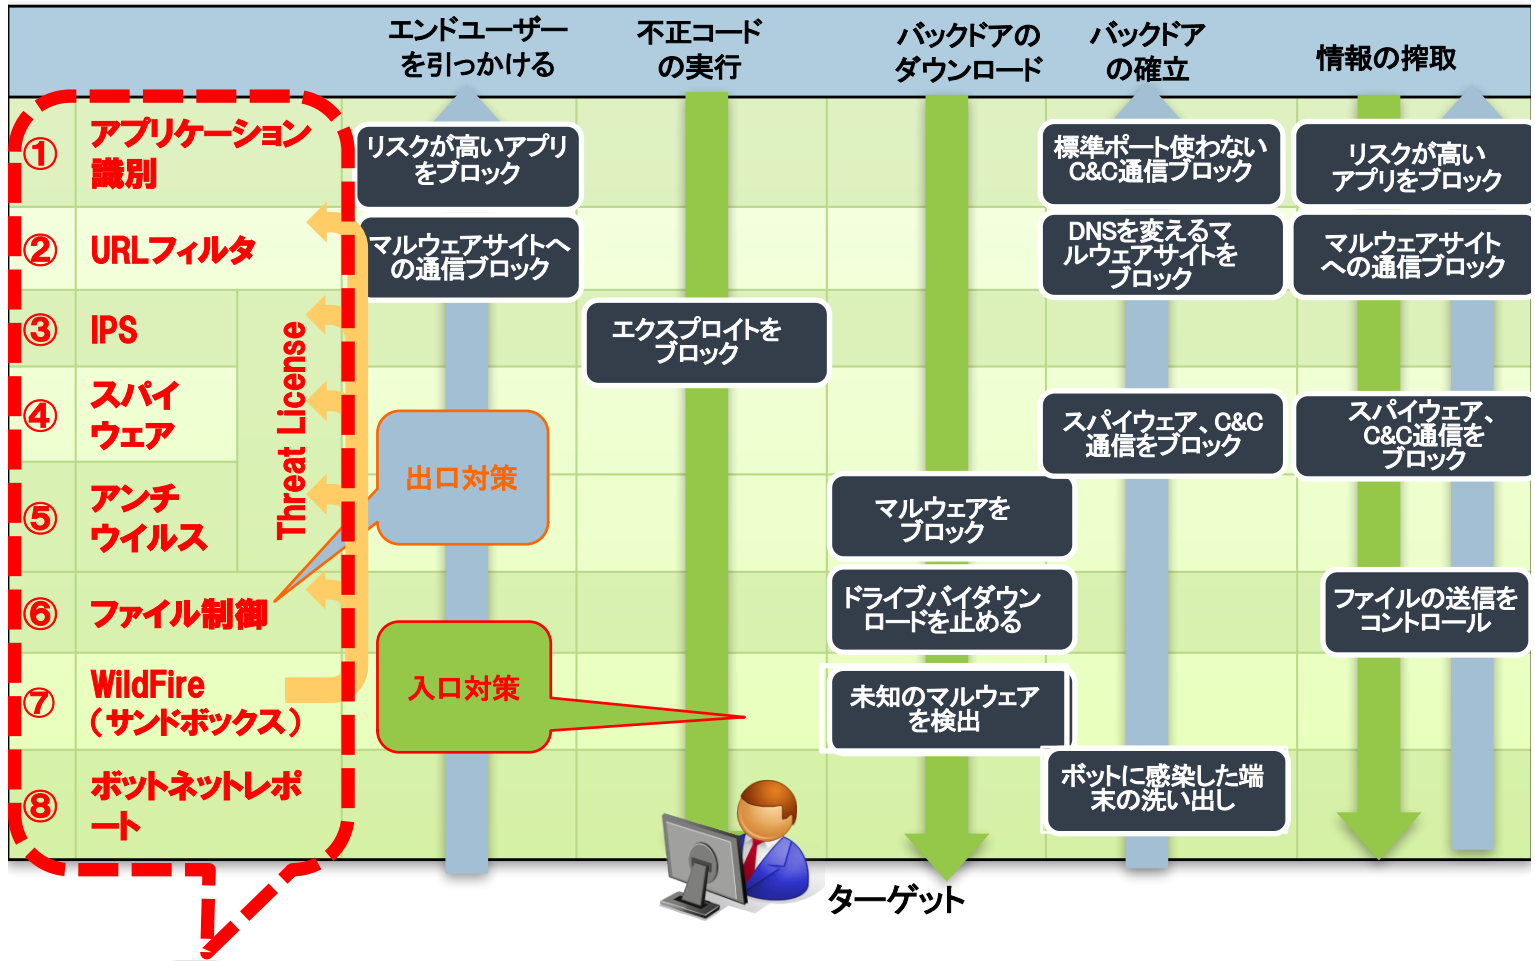 エンドユーザー
を引っかける
不正コード
の実行
バックドアの
ダウンロード
バックドア
の確立
情報の搾取
①
アプリケーション
識別
リスクが高いアプリ
をブロック
標準ポート使わない
C&C通信ブロック
リスクが高い
アプリをブロック
②
URLフィルタ
マルウェアサイトへ
の通信ブロック
DNSを変えるマ
ルウェアサイトを
ブロック
マルウェアサイト
への通信ブロック
③
IPS
Threat License
エクスプロイトを
ブロック
④
スパイ
ウェア
スパイウェア、C&C
通信をブロック
スパイウェア、
C&C通信を
ブロック
出口対策
⑤
アンチ
ウイルス
マルウェアを
ブロック
⑥
ファイル制御
ドライブバイダウン
ロードを止める
ファイルの送信を
コントロール
⑦
WildFire
（サンドボックス）
入口対策
未知のマルウェア
を検出
⑧
ボットネットレポ
ート
ボットに感染した端
末の洗い出し
ターゲット